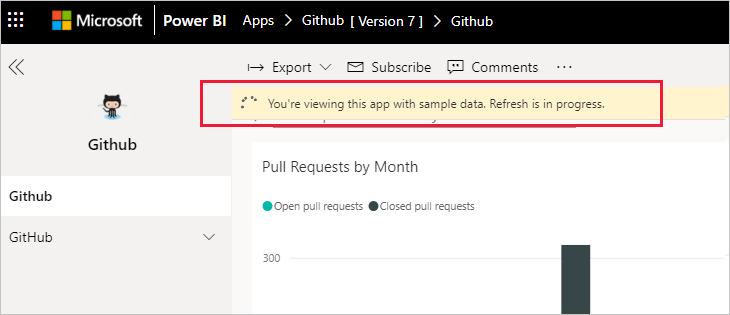 Microsoft Power BI Apps > Github [ Version 7 ] > Github
Export Subscribe Comments ...
You're viewing this app with sample data. Refresh is in progress.
Github
Github
GitHub
Pull Requests by Month
Open pull requests Closed pull requests
300